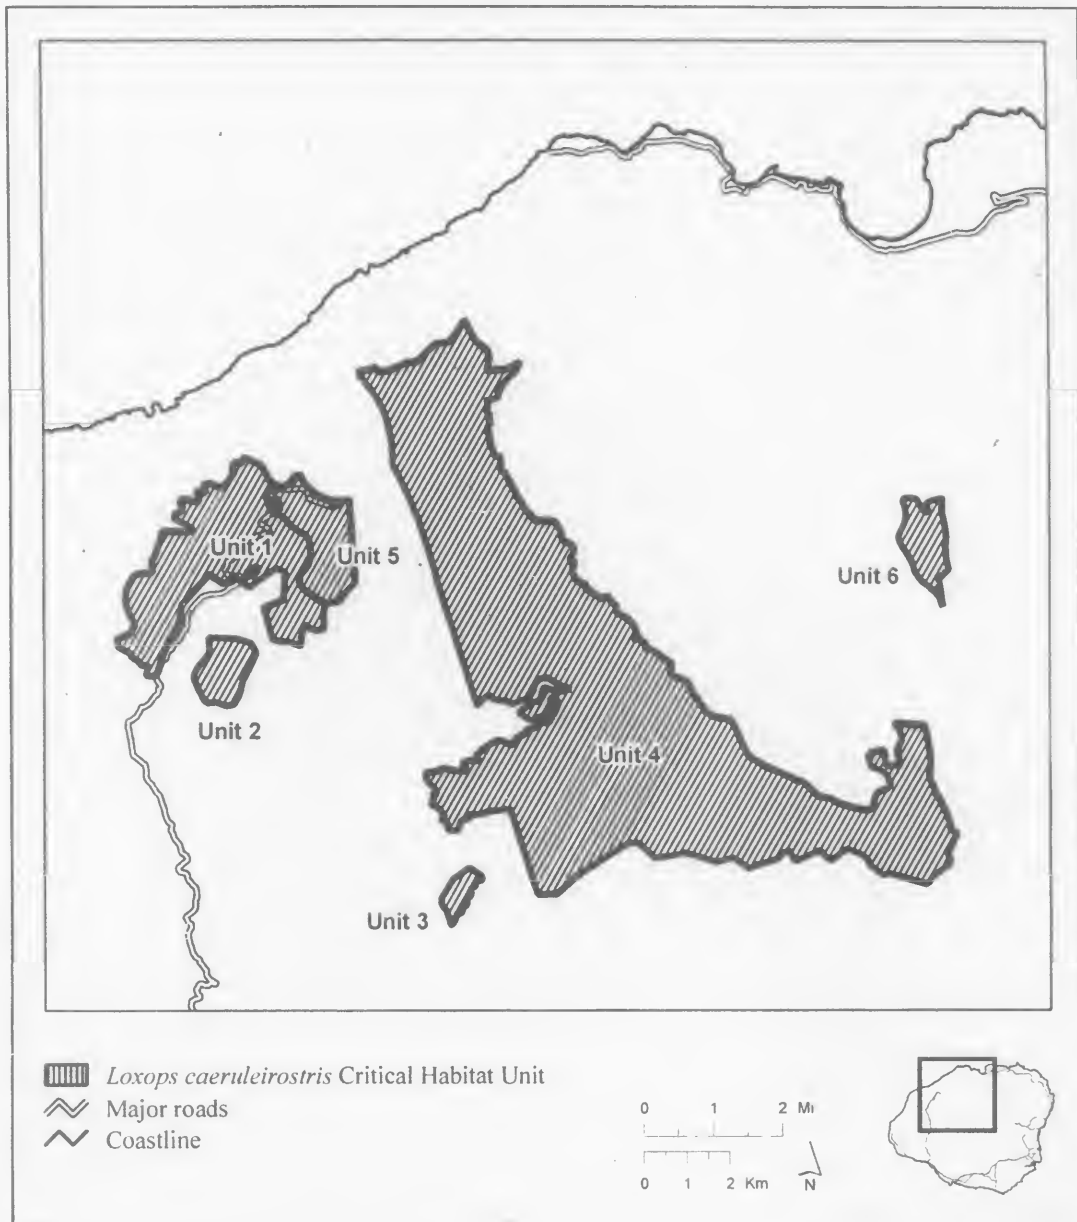 Unit 1
Unit 5
Unit 6
Unit 2
Unit 4
Unit 3
Loxops caeruleirostris Critical Habitat Unit
Major roads
Coastline
0 1 2 Mi
0 1 2 Km
N